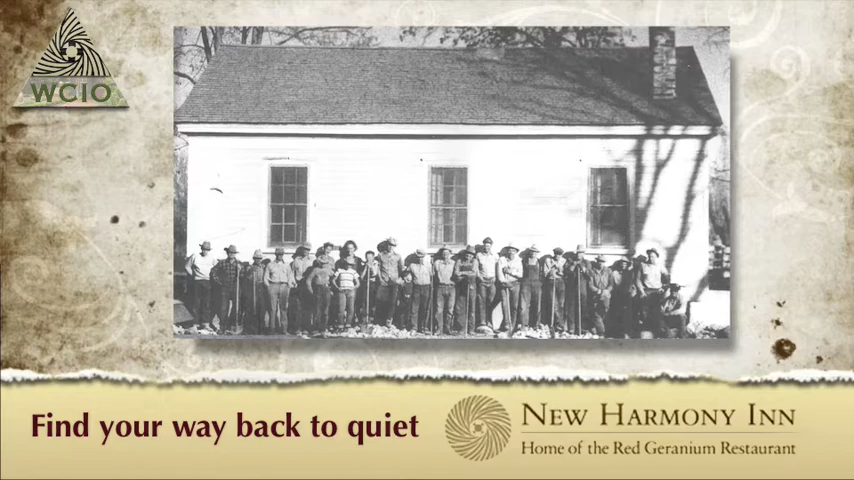 WCIO
Find your way back to quiet
New Harmony Inn
Home of the Red Geranium Restaurant